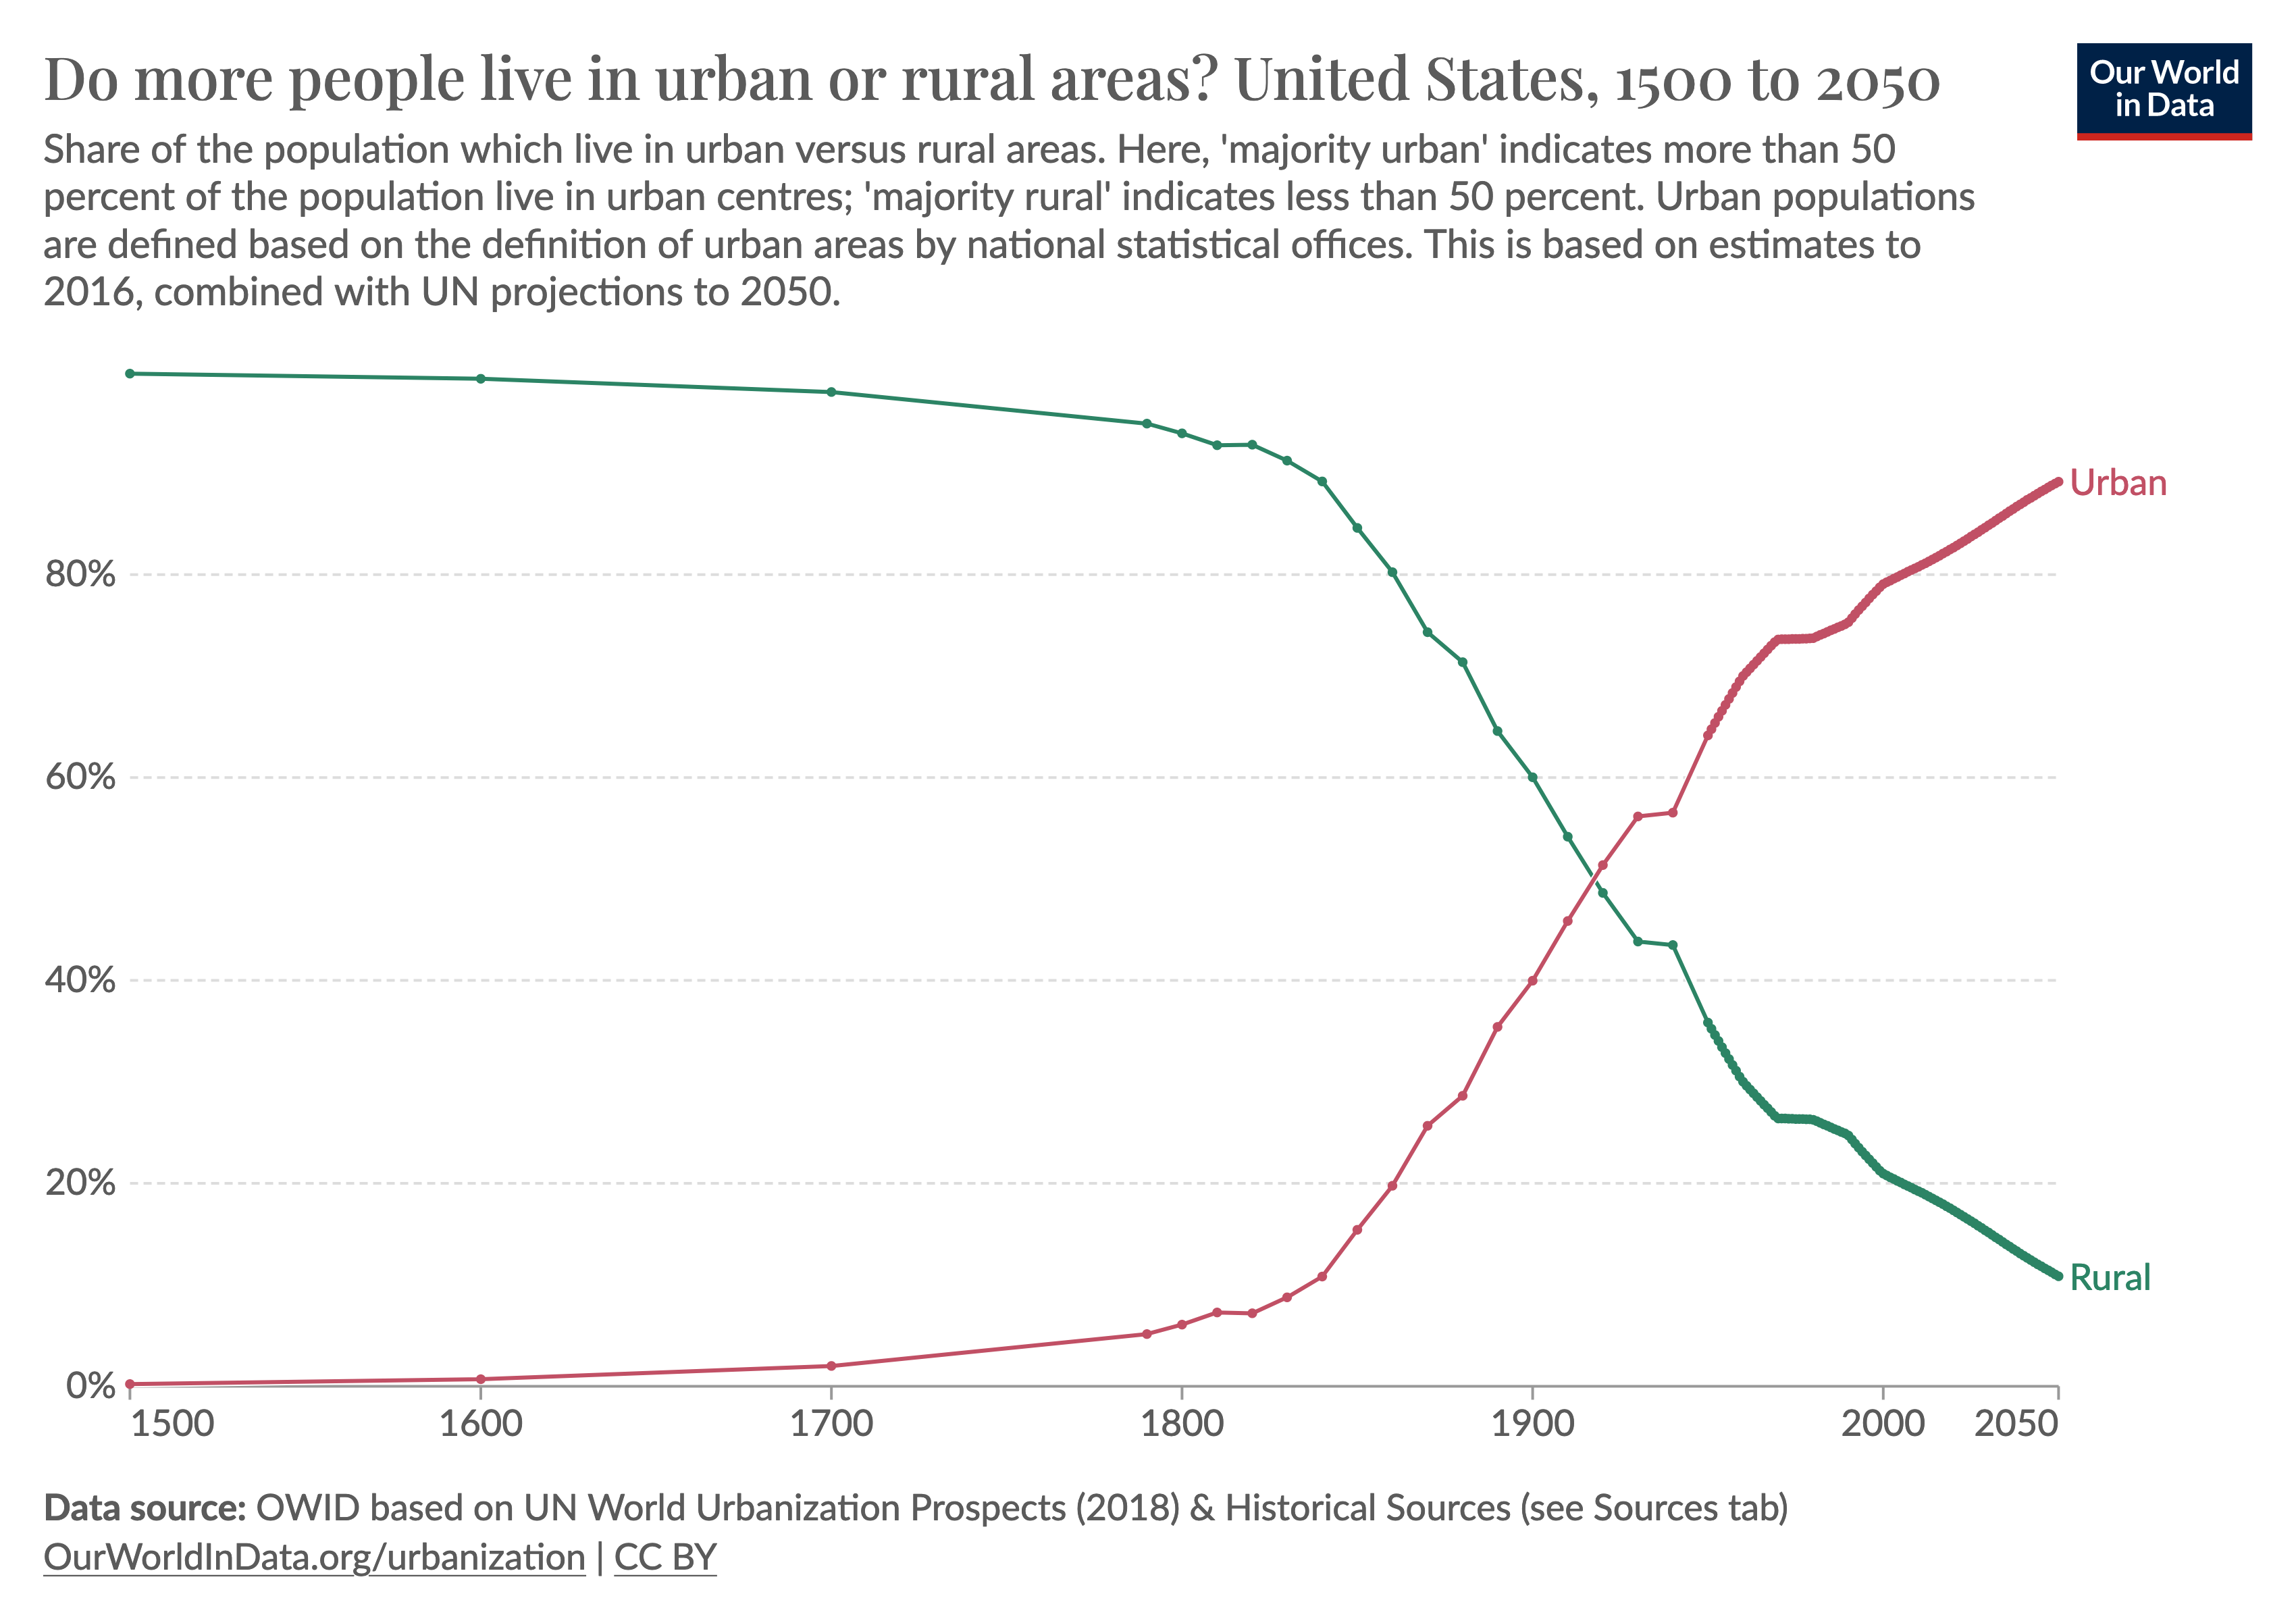 Do more people live in urban or rural areas? United States, 1500 to 2050
Our World
in Data
Share of the population which live in urban versus rural areas. Here, 'majority urban' indicates more than 50
percent of the population live in urban centres; 'majority rural' indicates less than 50 percent. Urban populations
are defined based on the definition of urban areas by national statistical offices. This is based on estimates to
2016, combined with UN projections to 2050.
Urban
80%
60%
40%
20%
Rural
0%
1500 1600 1700 1800 1900 2000 2050
Data source: OWID based on UN World Urbanization Prospects (2018) & Historical Sources (see Sources tab)
OurWorldInData.org/urbanization | CC BY